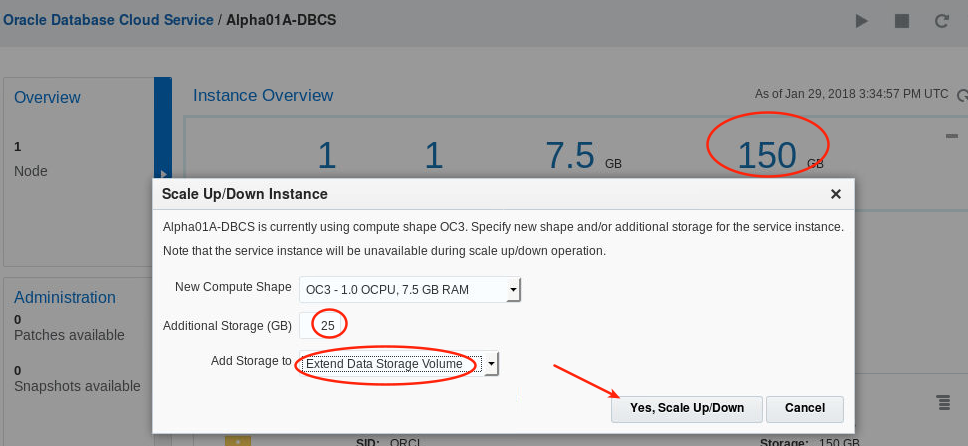 Oracle Database Cloud Service / Alpha01A-DBCS
Overview
1
Node
Instance Overview
As of Jan 29, 2018 3:34:57 PM UTC
1 1 7.5 GB 150 GB
Scale Up/Down Instance
Alpha01A-DBCS is currently using compute shape OC3. Specify new shape and/or additional storage for the service instance.
Note that the service instance will be unavailable during scale up/down operation.
New Compute Shape OC3 - 1.0 OCPU, 7.5 GB RAM
Additional Storage (GB) 25
Add Storage to Extend Data Storage Volume
Yes, Scale Up/Down Cancel
Administration
0
Patches available
0
Snapshots available
SID: ORCL Storage: 150 GB